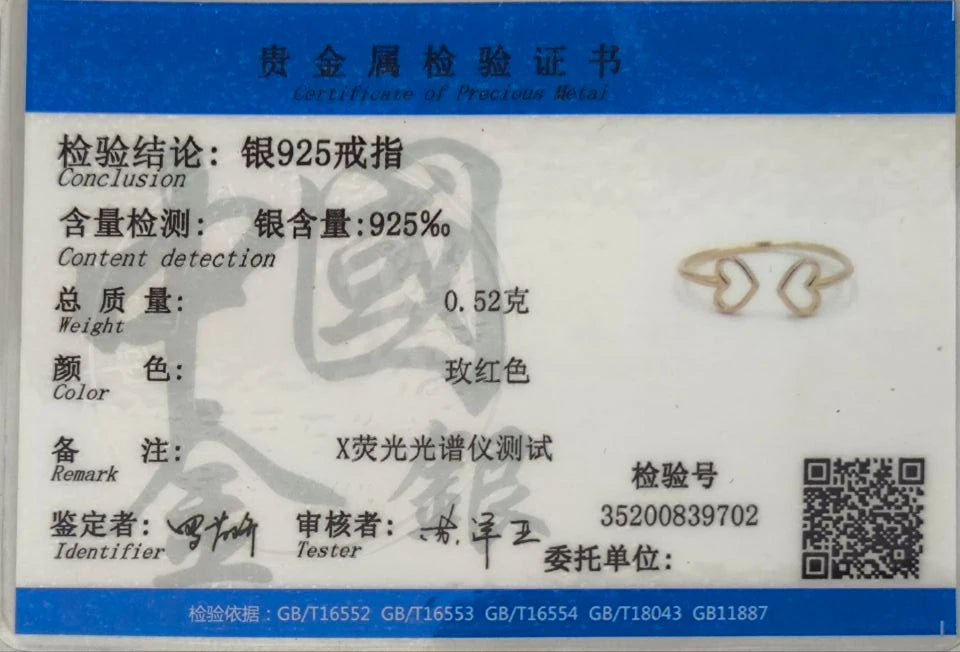 贵金属检验证书
Certificate of Precious Metal
检验结论: 银925戒指
Conclusion
含量检测: 银含量:925‰
Content detection
总 质 量: 0.52克
Weight
颜 色: 玫红色
Color
备 注: X荧光光谱仪测试
Remark
检验号
35200839702
鉴定者: 审核者:
Identifier Tester
委托单位:
检验依据：GB/T16552 GB/T16553 GB/T16554 GB/T18043 GB11887
中國
金銀